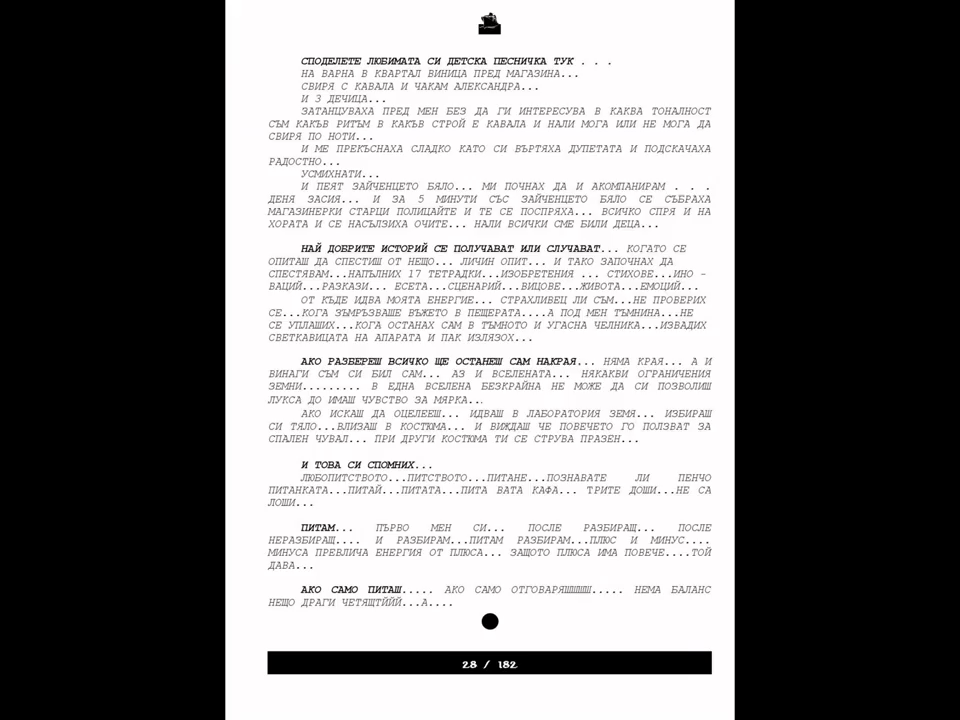 СПОДЕЛЕТЕ ЛЮБИМАТА СИ ДЕТСКА ПЕСНИЧКА ТУК . . .
НА ВАРНА В КВАРТАЛ ВИНИЦА ПРЕД МАГАЗИНА...
СВИРЯ С КАВАЛА И ЧАКАМ АЛЕКСАНДРА...
И 3 ДЕЧИЦА...
ЗАТАНЦУВАХА ПРЕД МЕН БЕЗ ДА ГИ ИНТЕРЕСУВА В КАКВА ТОНАЛНОСТ
СЪМ КАКЪВ РИТЪМ В КАКЪВ СТРОЙ Е КАВАЛА И НАЛИ МОГА ИЛИ НЕ МОГА ДА
СВИРЯ ПО НОТИ...
И МЕ ПРЕКЪСНАХА СЛАДКО КАТО СИ ВЪРТЯХА ДУПЕТАТА И ПОДСКАЧАХА
РАДОСТНО...
УСМИХНАТИ...
И ПЕЯТ ЗАЙЧЕНЦЕТО БЯЛО... МИ ПОЧНАХ ДА И АКОМПАНИРАМ . . .
ДЕНЯ ЗАСИЯ... И ЗА 5 МИНУТИ СЪС ЗАЙЧЕНЦЕТО БЯЛО СЕ СЪБРАХА
МАГАЗИНЕРКИ СТАРЦИ ПОЛИЦАЙТЕ И ТЕ СЕ ПОСПРЯХА... ВСИЧКО СПРЯ И НА
ХОРАТА И СЕ НАСЪЛЗИХА ОЧИТЕ... НАЛИ ВСИЧКИ СМЕ БИЛИ ДЕЦА...
НАЙ ДОБРИТЕ ИСТОРИЙ СЕ ПОЛУЧАВАТ ИЛИ СЛУЧАВАТ... КОГАТО СЕ
ОПИТАШ ДА СПЕСТИШ ОТ НЕЩО... ЛИЧИН ОПИТ... И ТАКО ЗАПОЧНАХ ДА
СПЕСТЯВАМ...НАПЪЛНИХ 17 ТЕТРАДКИ...ИЗОБРЕТЕНИЯ ... СТИХОВЕ...ИНО -
ВАЦИЙ...РАЗКАЗИ... ЕСЕТА...СЦЕНАРИЙ...ВИЦОВЕ...ЖИВОТА...ЕМОЦИЙ...
ОТ КЪДЕ ИДВА МОЯТА ЕНЕРГИЕ... СТРАХЛИВЕЦ ЛИ СЪМ...НЕ ПРОВЕРИХ
СЕ...КОГА ЗЪМРЪЗВАШЕ ВЪЖЕТО В ПЕЩЕРАТА....А ПОД МЕН ТЪМНИНА...НЕ
СЕ УПЛАШИХ...КОГА ОСТАНАХ САМ В ТЪМНОТО И УГАСНА ЧЕЛНИКА...ИЗВАДИХ
СВЕТКАВИЦАТА НА АПАРАТА И ПАК ИЗЛЯЗОХ...
АКО РАЗБЕРЕШ ВСИЧКО ЩЕ ОСТАНЕШ САМ НАКРАЯ... НЯМА КРАЯ... А И
ВИНАГИ СЪМ СИ БИЛ САМ... АЗ И ВСЕЛЕНАТА... НЯКАКВИ ОГРАНИЧЕНИЯ
ЗЕМНИ......... В ЕДНА ВСЕЛЕНА БЕЗКРАЙНА НЕ МОЖЕ ДА СИ ПОЗВОЛИШ
ЛУКСА ДО ИМАШ ЧУВСТВО ЗА МЯРКА...
АКО ИСКАШ ДА ОЦЕЛЕЕШ... ИДВАШ В ЛАБОРАТОРИЯ ЗЕМЯ... ИЗБИРАШ
СИ ТЯЛО...ВЛИЗАШ В КОСТЮМА... И ВИЖДАШ ЧЕ ПОВЕЧЕТО ГО ПОЛЗВАТ ЗА
СПАЛЕН ЧУВАЛ... ПРИ ДРУГИ КОСТЮМА ТИ СЕ СТРУВА ПРАЗЕН...
И ТОВА СИ СПОМНИХ...
ЛЮБОПИТСТВОТО...ПИТСТВОТО...ПИТАНЕ...ПОЗНАВАТЕ ЛИ ПЕНЧО
ПИТАНКАТА...ПИТАЙ...ПИТАТА...ПИТА ВАТА КАФА... ТРИТЕ ДОШИ...НЕ СА
ЛОШИ...
ПИТАМ... ПЪРВО МЕН СИ... ПОСЛЕ РАЗБИРАЩ... ПОСЛЕ
НЕРАЗБИРАЩ.... И РАЗБИРАМ...ПИТАМ РАЗБИРАМ...ПЛЮС И МИНУС....
МИНУСА ПРЕВЛИЧА ЕНЕРГИЯ ОТ ПЛЮСА... ЗАЩОТО ПЛЮСА ИМА ПОВЕЧЕ....ТОЙ
ДАВА...
АКО САМО ПИТАШ..... АКО САМО ОТГОВАРЯШШШШ..... НЕМА БАЛАНС
НЕЩО ДРАГИ ЧЕТЯЩТЙЙЙ...А....
28 / 182